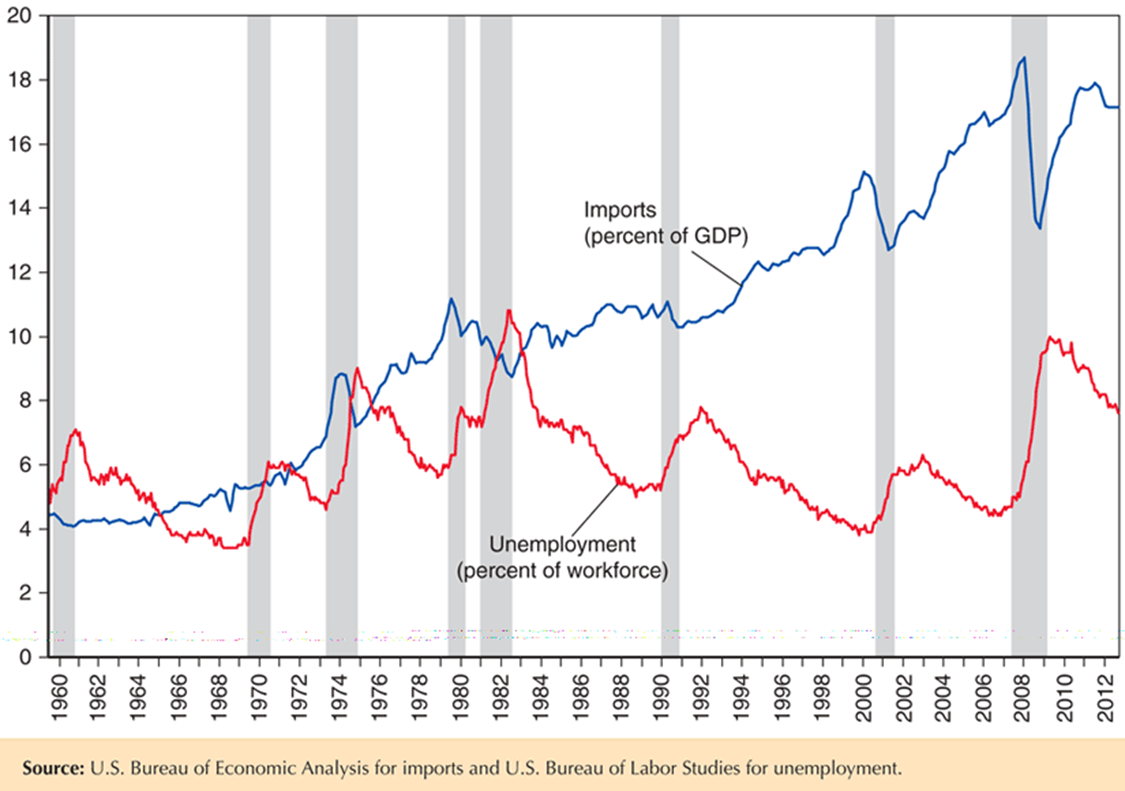 20
18
16
14
12
10
8
6
4
2
0
Imports
(percent of GDP)
Unemployment
(percent of workforce)
1960 1962 1964 1966 1968 1970 1972 1974 1976 1978 1980 1982 1984 1986 1988 1990 1992 1994 1996 1998 2000 2002 2004 2006 2008 2010 2012
Source: U.S. Bureau of Economic Analysis for imports and U.S. Bureau of Labor Studies for unemployment.